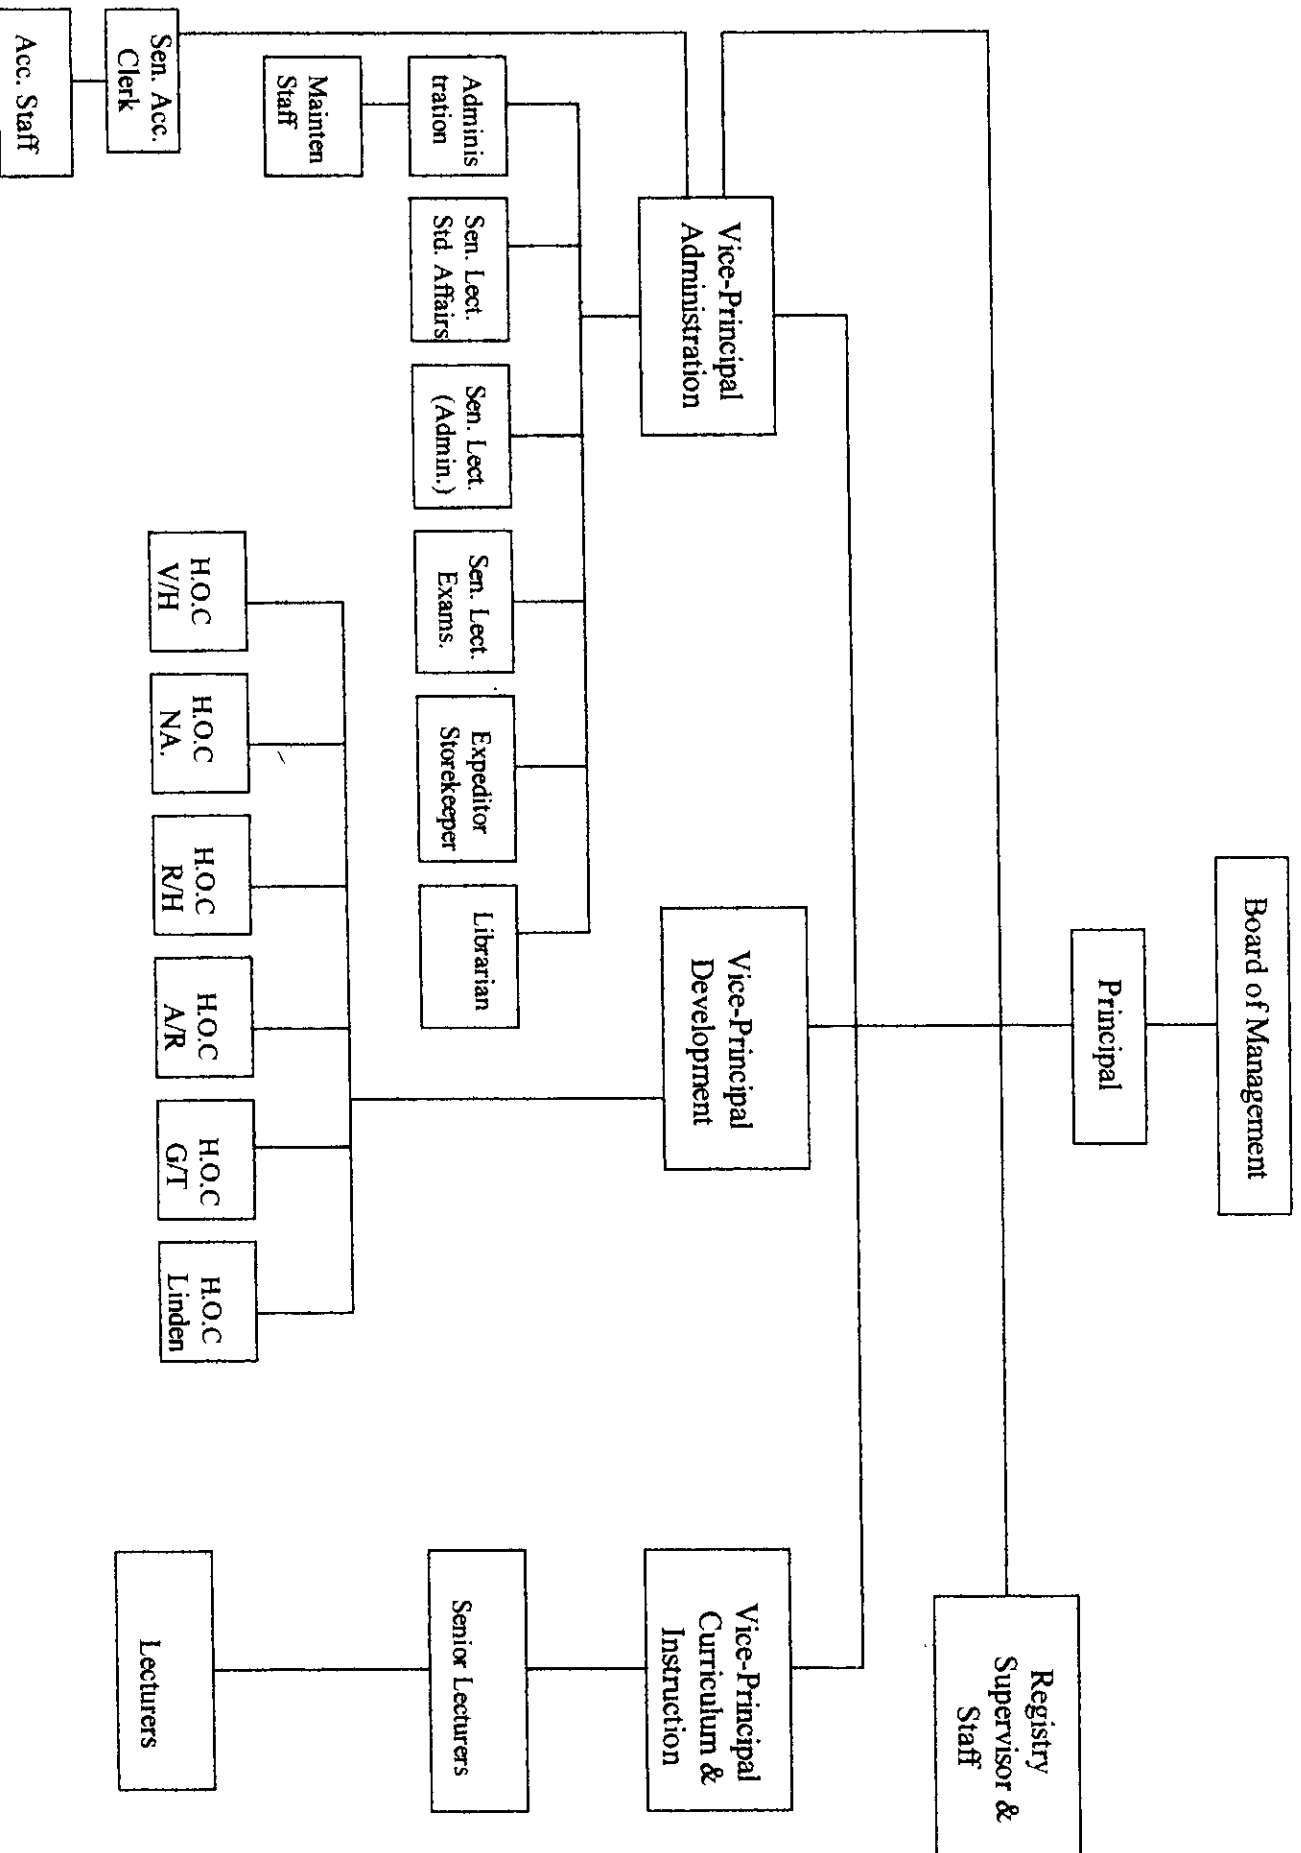 Board of Management
Principal
Registry
Supervisor &
Staff
Vice-Principal
Administration
Vice-Principal
Development
Vice-Principal
Curriculum &
Instruction
Adminis
tration
Sen. Lect.
Std. Affairs
Sen. Lect.
(Admin.)
Sen. Lect.
Exams.
Expeditor
Storekeeper
Librarian
Senior Lecturers
Mainten
Staff
H.O.C
V/H
H.O.C
NA.
H.O.C
R/H
H.O.C
A/R
H.O.C
G/T
H.O.C
Linden
Lecturers
Sen. Acc.
Clerk
Acc. Staff